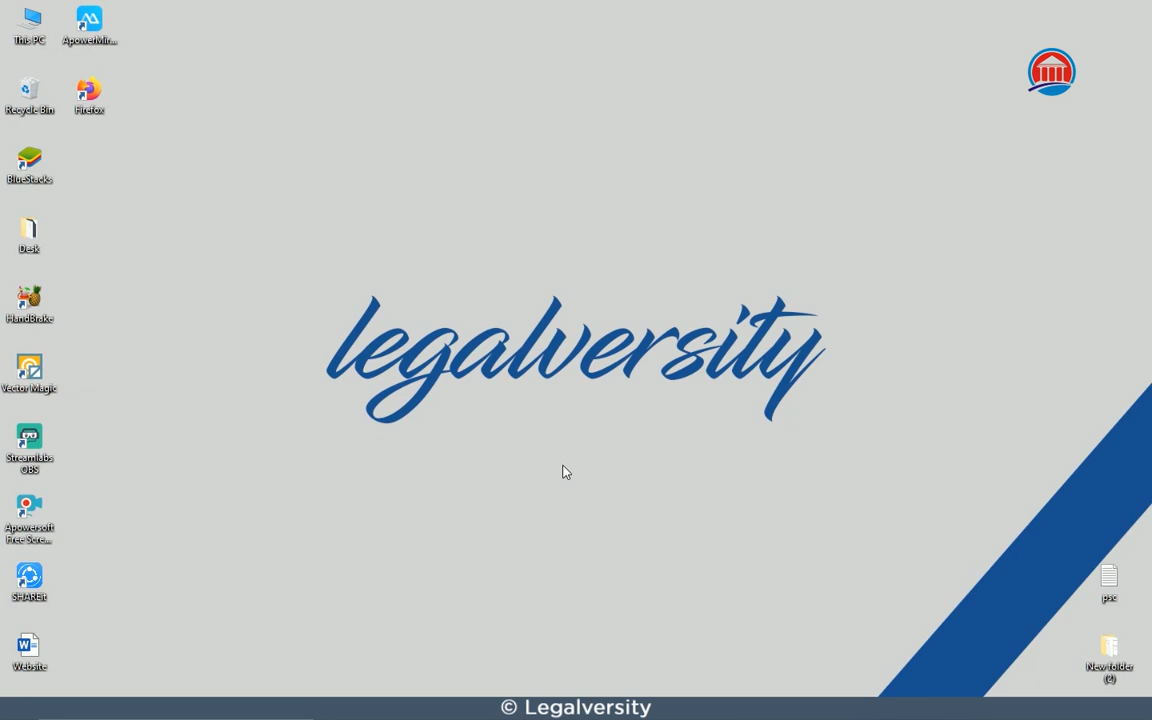 This PC
ApowerMir...
Recycle Bin
Firefox
BlueStacks
Desk
HandBrake
Vector Magic
Streamlabs
OBS
Apowersoft
Free Scre...
SHAREit
Website
legalversity
psc
New folder
(2)
© Legalversity